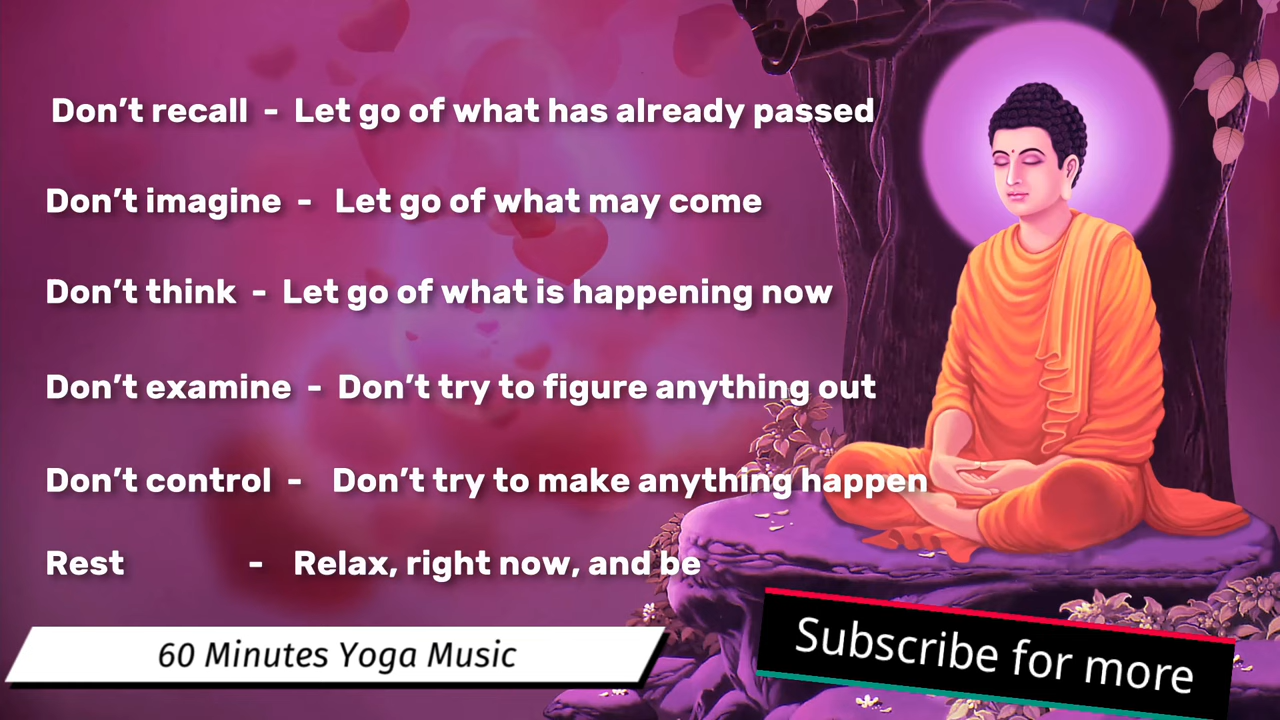 Don't recall - Let go of what has already passed
Don't imagine - Let go of what may come
Don't think - Let go of what is happening now
Don't examine - Don't try to figure anything out
Don't control - Don't try to make anything happen
Rest - Relax, right now, and be
60 Minutes Yoga Music
Subscribe for more